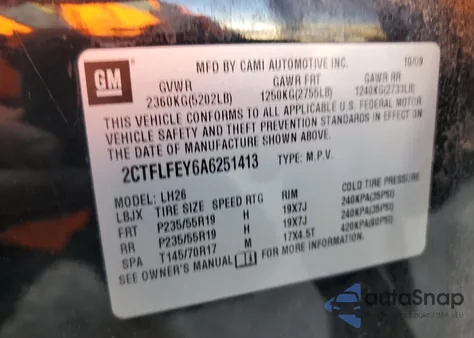 GM
MFD BY CAMI AUTOMOTIVE INC. 10/09
GVWR GAWR FRT GAWR RR
2360KG(5202LB) 1250KG(2755LB) 1240KG(2733LB)
THIS VEHICLE CONFORMS TO ALL APPLICABLE U.S. FEDERAL MOTOR
VEHICLE SAFETY AND THEFT PREVENTION STANDARDS IN EFFECT ON
THE DATE OF MANUFACTURE SHOWN ABOVE.
2CTFLFEY6A6251413 TYPE: M.P.V.
MODEL: LH26
LBJX TIRE SIZE SPEED RTG RIM COLD TIRE PRESSURE
FRT P235/55R19 H 19X7J 240KPA(35PSI)
RR P235/55R19 H 19X7J 240KPA(35PSI)
SPA T145/70R17 M 17X4.5T 420KPA(60PSI)
SEE OWNER'S MANUAL FOR MORE INFORMATION
autoSnap